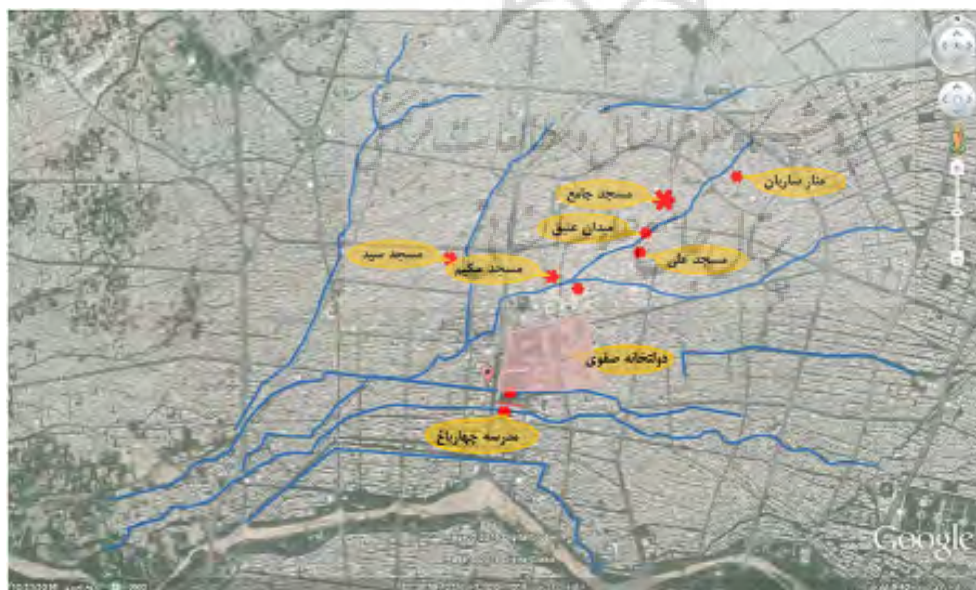 منار ساربان
مسجد جامع
میدان عتیق
مسجد علی
مسجد سید
مسجد حکیم
دولتخانه صفوی
مدرسه چهارباغ
Google